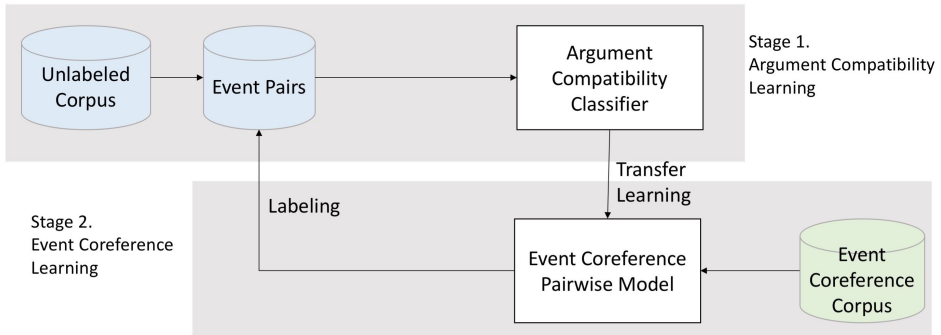 Unlabeled
Corpus
Event Pairs
Argument
Compatibility
Classifier
Stage 1.
Argument Compatibility
Learning
Transfer
Learning
Labeling
Stage 2.
Event Coreference
Learning
Event Coreference
Pairwise Model
Event
Coreference
Corpus